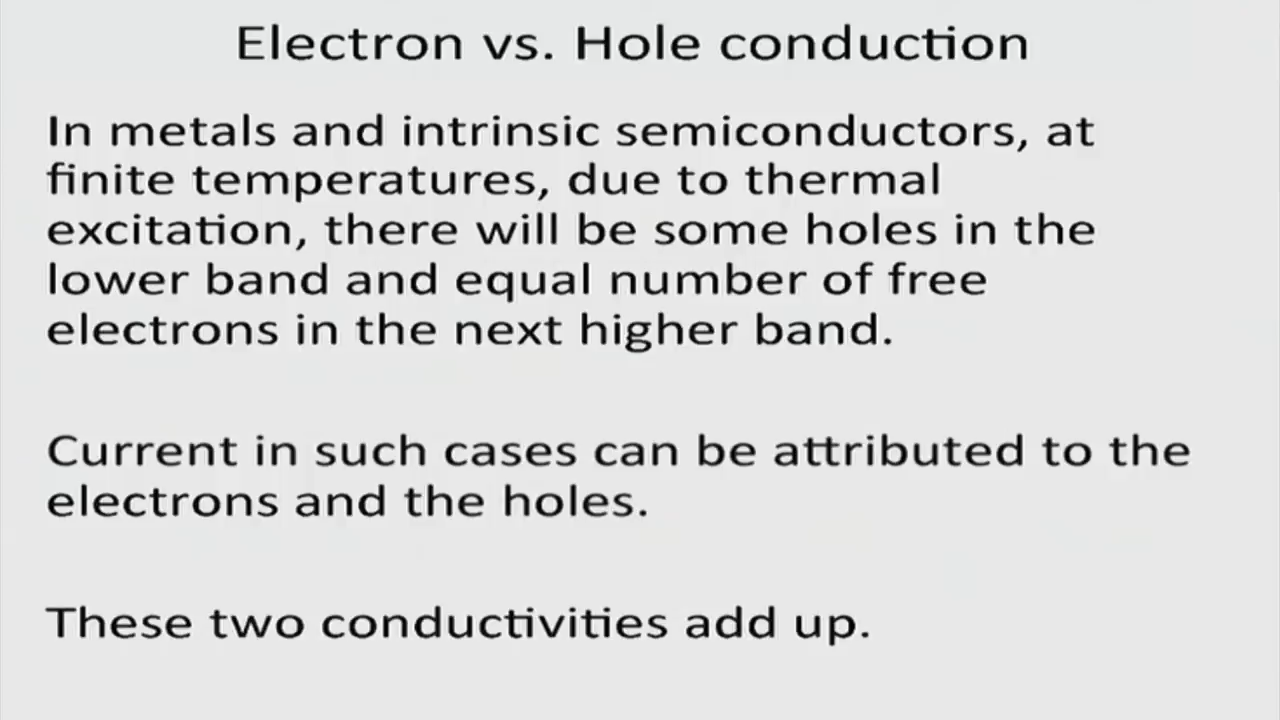 Electron vs. Hole conduction
In metals and intrinsic semiconductors, at
finite temperatures, due to thermal
excitation, there will be some holes in the
lower band and equal number of free
electrons in the next higher band.
Current in such cases can be attributed to the
electrons and the holes.
These two conductivities add up.